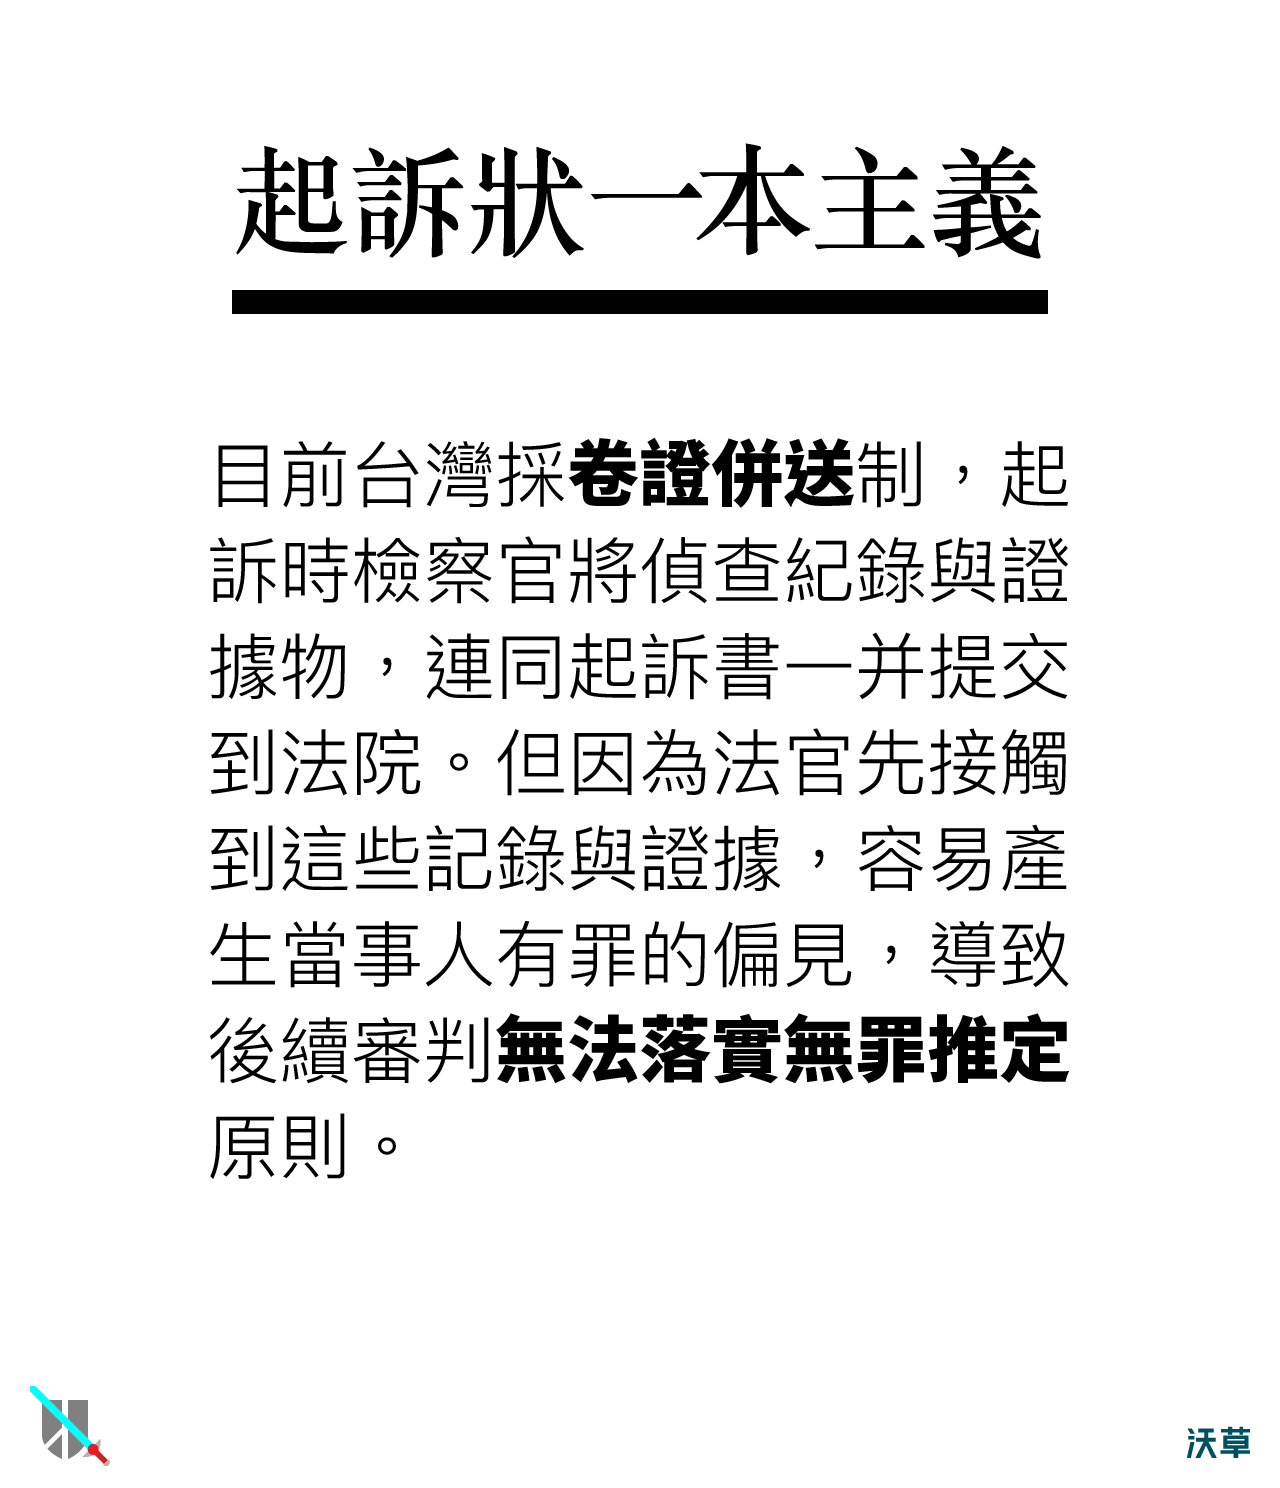 起訴狀一本主義
目前台灣採卷證併送制，起
訴時檢察官將偵查紀錄與證
據物，連同起訴書一并提交
到法院。但因為法官先接觸
到這些記錄與證據，容易產
生當事人有罪的偏見，導致
後續審判無法落實無罪推定
原則。
沃草